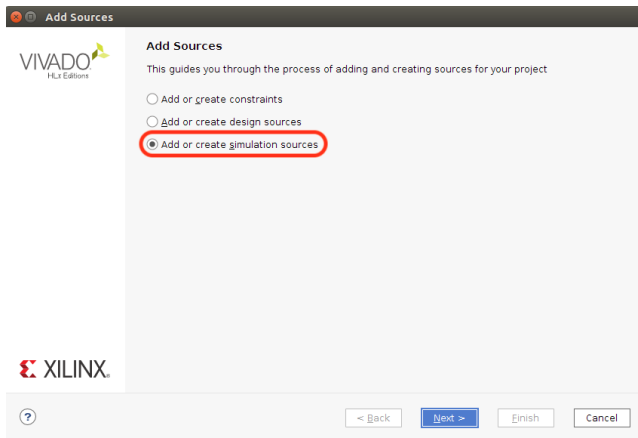 Add Sources
VIVADO
HLx Editions
Add Sources
This guides you through the process of adding and creating sources for your project
Add or create constraints
Add or create design sources
Add or create simulation sources
XILINX
?
< Back
Next >
Finish
Cancel